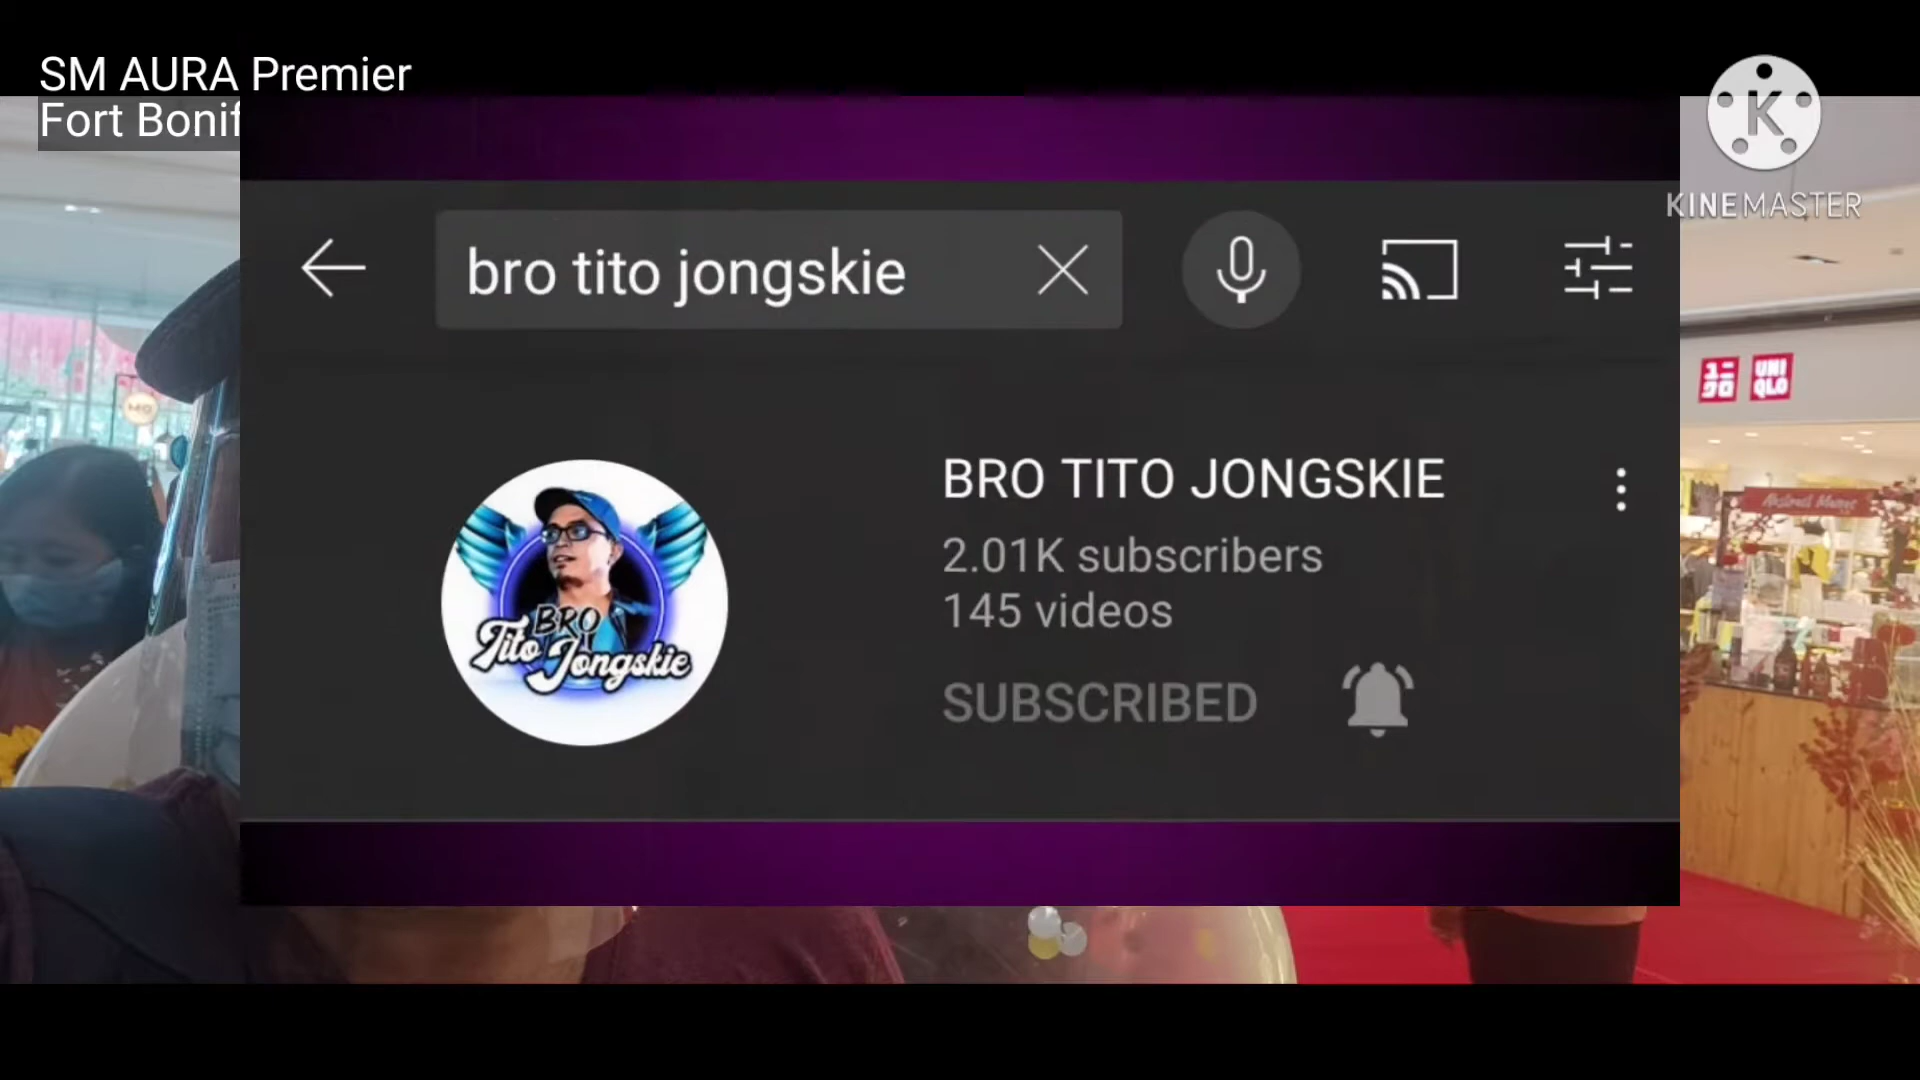 SM AURA Premier
Fort Bonif
KINEMASTER
bro tito jongskie
BRO TITO JONGSKIE
2.01K subscribers
145 videos
SUBSCRIBED
BRO
Tito Jongskie
UNI
QLO